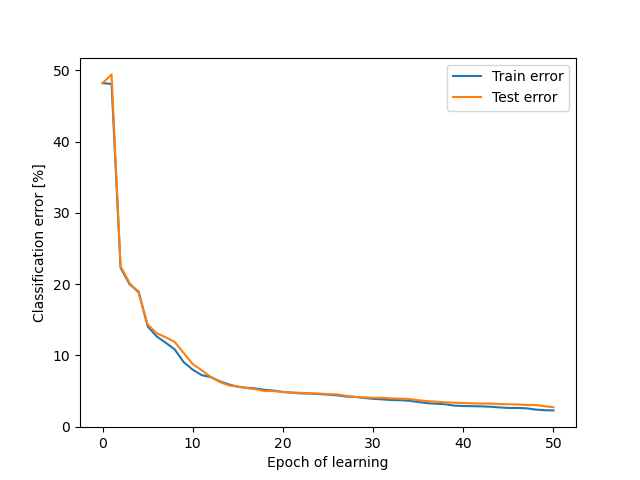 Train error
Test error
50
40
30
20
10
0
Classification error [%]
0 10 20 30 40 50
Epoch of learning